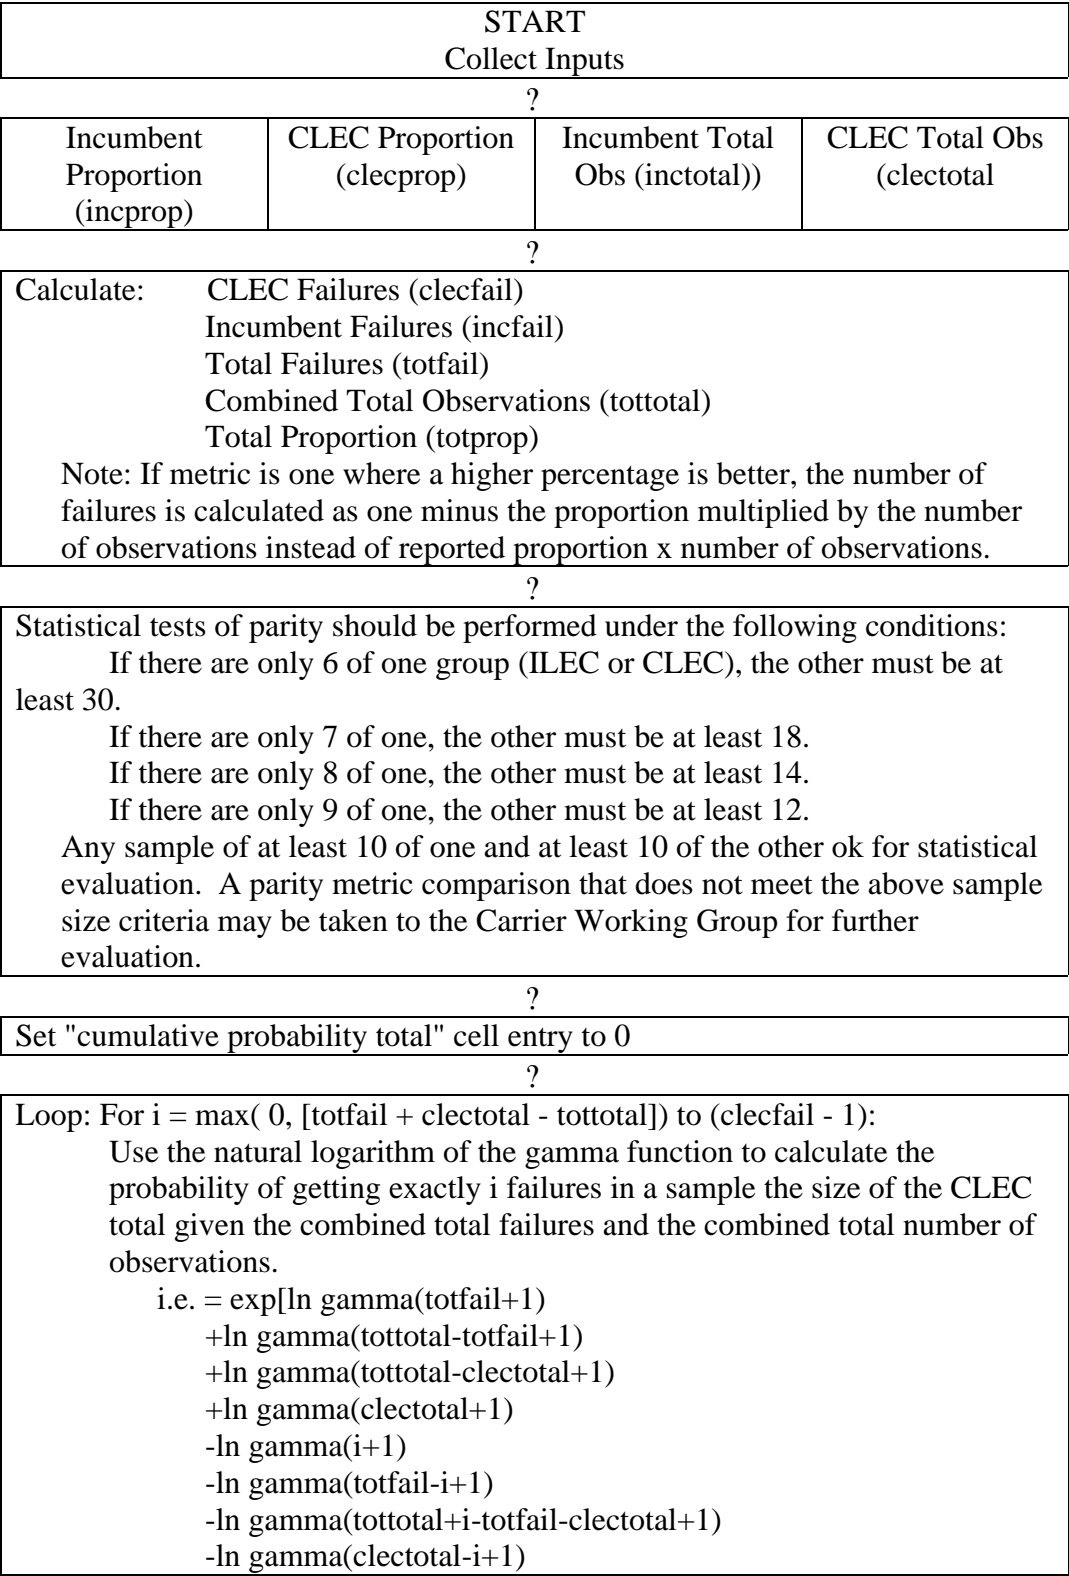 START
Collect Inputs
?
Incumbent Proportion (incprop)
CLEC Proportion (clecprop)
Incumbent Total Obs (inctotal))
CLEC Total Obs (clectotal
?
Calculate: CLEC Failures (clecfail)
Incumbent Failures (incfail)
Total Failures (totfail)
Combined Total Observations (tottotal)
Total Proportion (totprop)
Note: If metric is one where a higher percentage is better, the number of
failures is calculated as one minus the proportion multiplied by the number
of observations instead of reported proportion x number of observations.
?
Statistical tests of parity should be performed under the following conditions:
If there are only 6 of one group (ILEC or CLEC), the other must be at
least 30.
If there are only 7 of one, the other must be at least 18.
If there are only 8 of one, the other must be at least 14.
If there are only 9 of one, the other must be at least 12.
Any sample of at least 10 of one and at least 10 of the other ok for statistical
evaluation. A parity metric comparison that does not meet the above sample
size criteria may be taken to the Carrier Working Group for further
evaluation.
?
Set "cumulative probability total" cell entry to 0
?
Loop: For i = max( 0, [totfail + clectotal - tottotal]) to (clecfail - 1):
Use the natural logarithm of the gamma function to calculate the
probability of getting exactly i failures in a sample the size of the CLEC
total given the combined total failures and the combined total number of
observations.
i.e. = exp[ln gamma(totfail+1)
+ln gamma(tottotal-totfail+1)
+ln gamma(tottotal-clectotal+1)
+ln gamma(clectotal+1)
-ln gamma(i+1)
-ln gamma(totfail-i+1)
-ln gamma(tottotal+i-totfail-clectotal+1)
-ln gamma(clectotal-i+1)